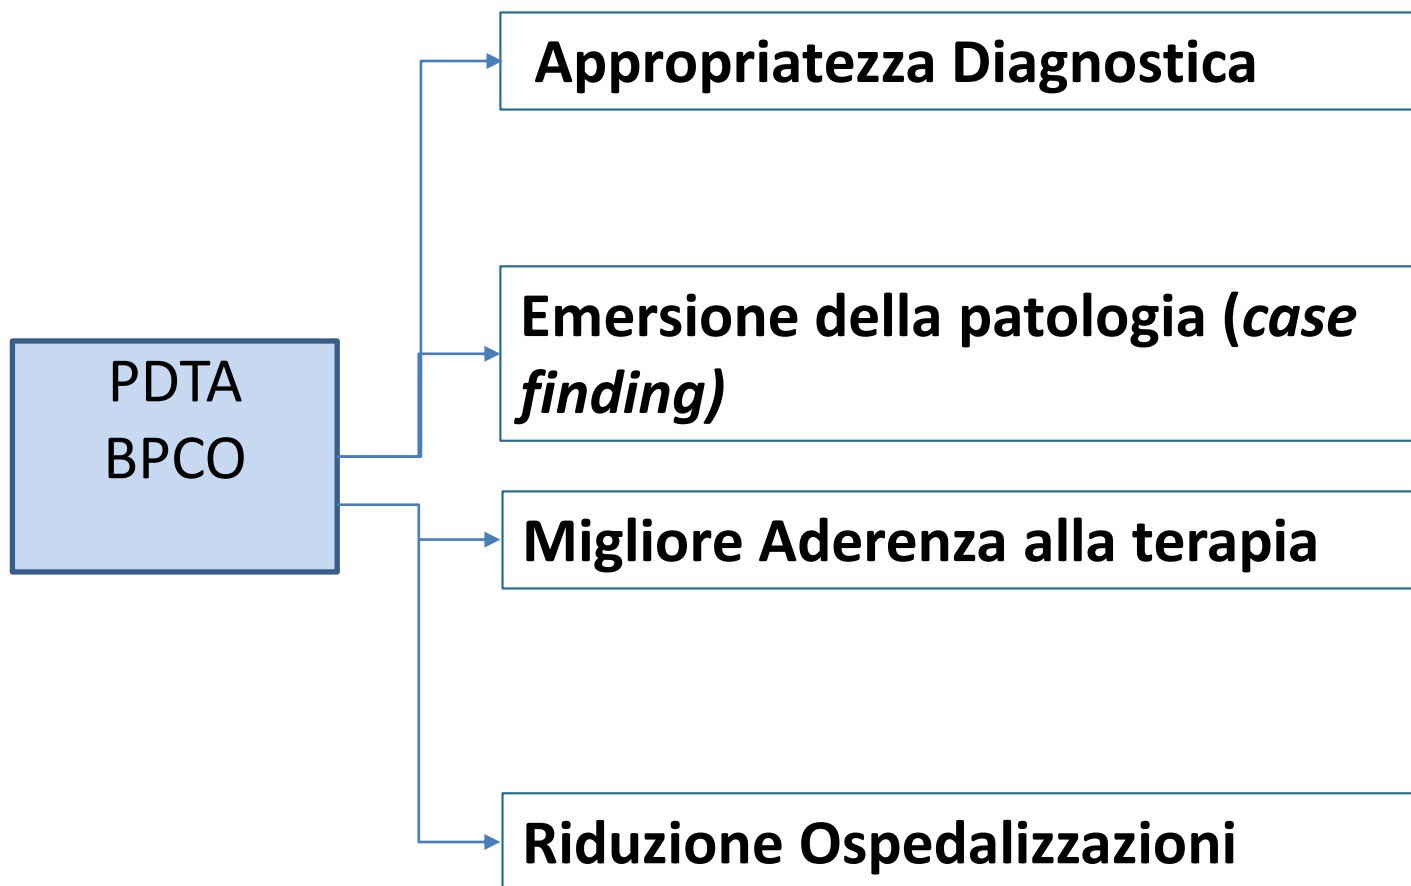 Appropriatezza Diagnostica
Emersione della patologia (case
finding)
PDTA
BPCO
Migliore Aderenza alla terapia
Riduzione Ospedalizzazioni